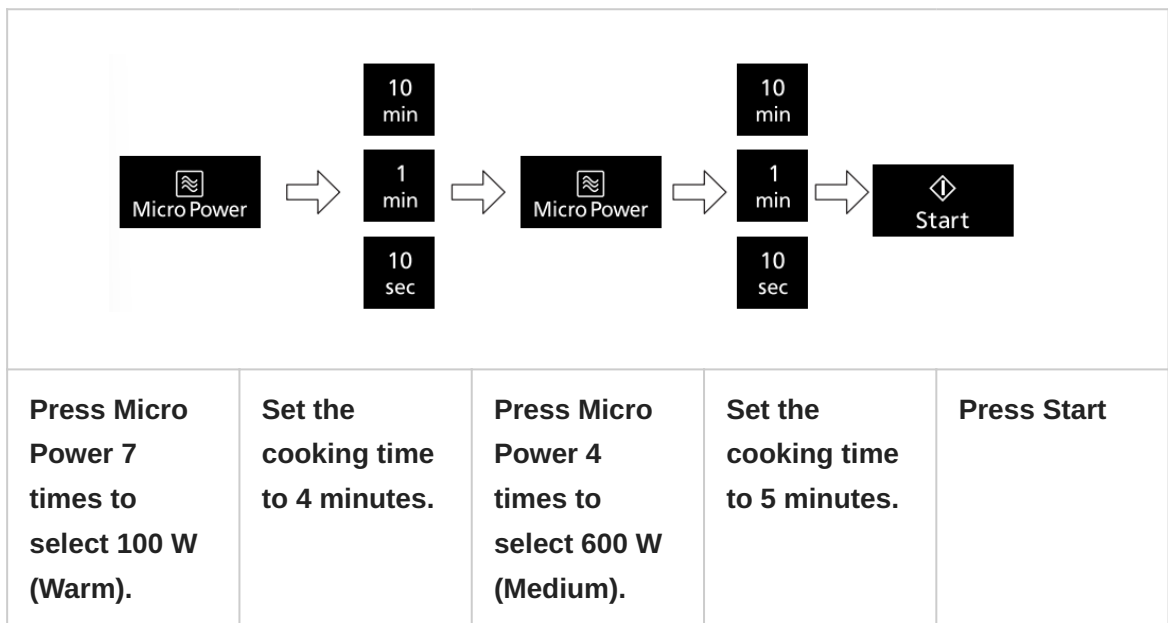 10
min
1
min
10
sec
Micro Power
Micro Power
10
min
1
min
10
sec
Start
Press Micro
Power 7
times to
select 100 W
(Warm).
Set the
cooking time
to 4 minutes.
Press Micro
Power 4
times to
select 600 W
(Medium).
Set the
cooking time
to 5 minutes.
Press Start